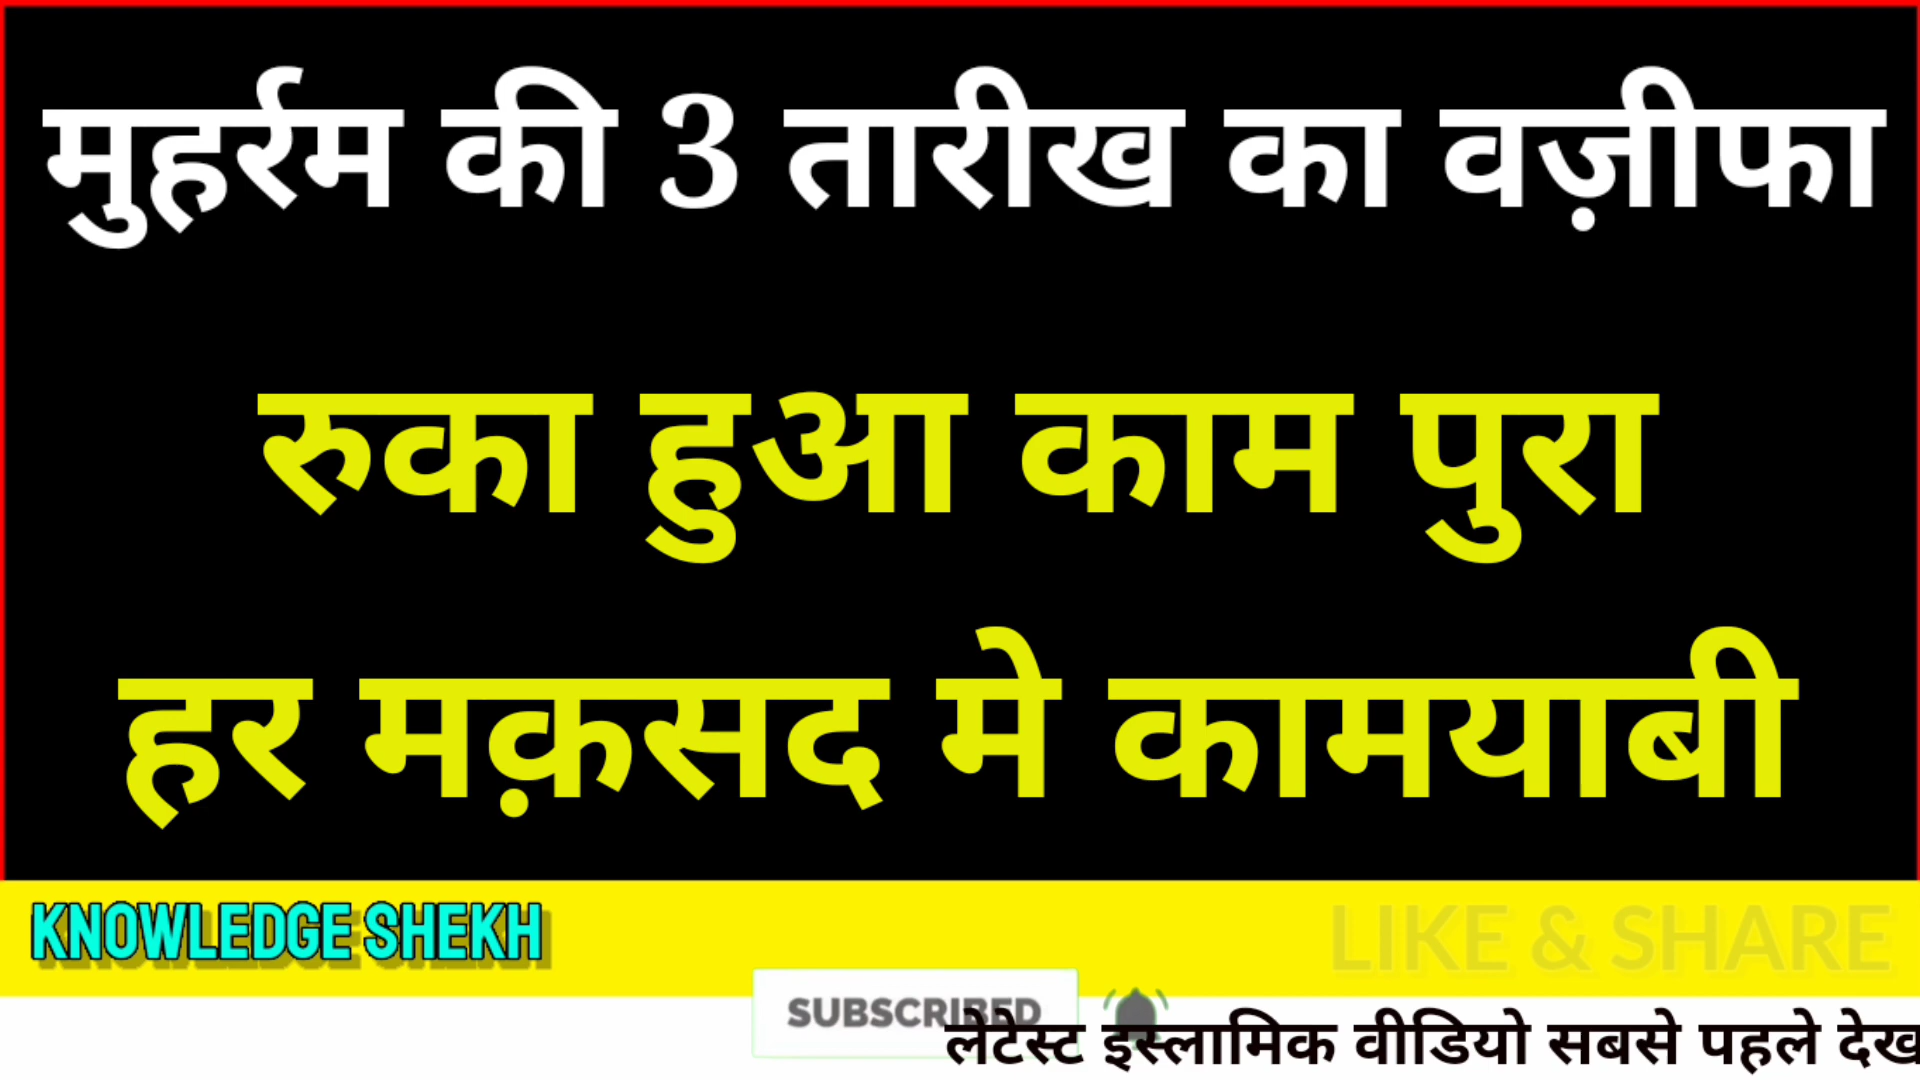 मुहर्रम की 3 तारीख का वज़ीफा
रुका हुआ काम पुरा
हर मक़सद मे कामयाबी
KNOWLEDGE SHEKH
LIKE & SHARE
SUBSCRIBED
लेटेस्ट इस्लामिक वीडियो सबसे पहले देख